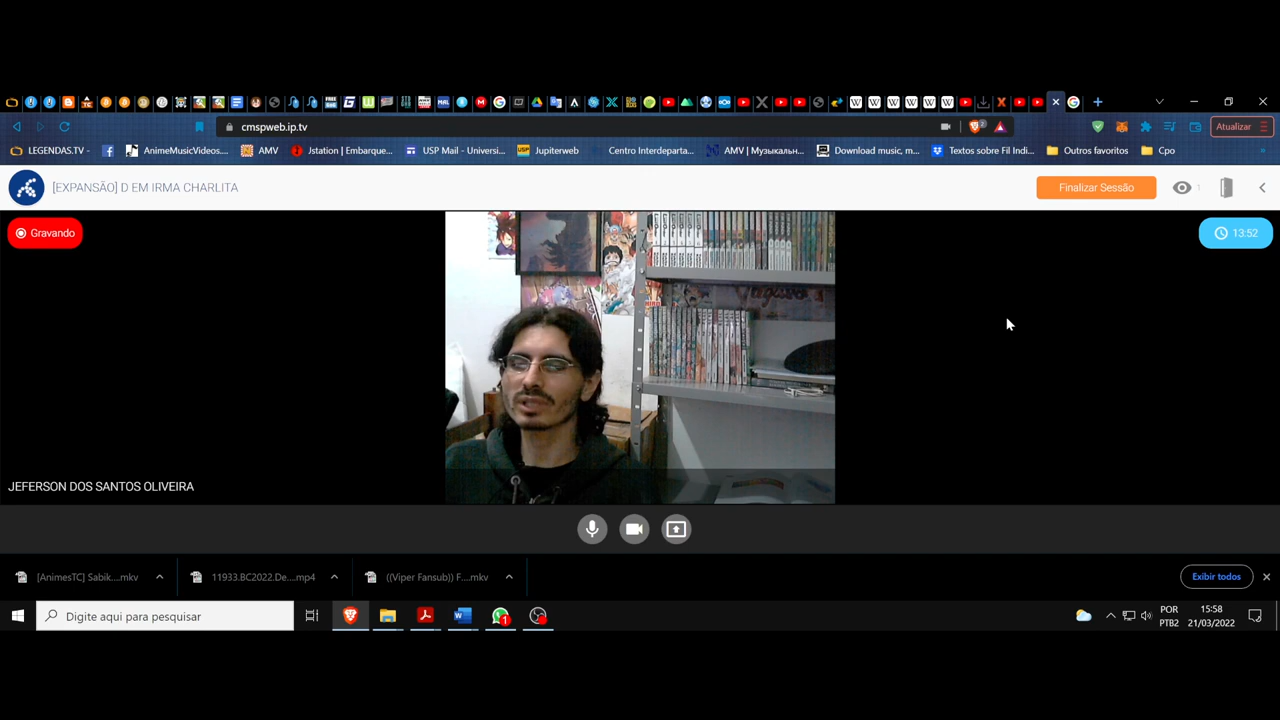 cmspweb.ip.tv
Atualizar
LEGENDAS.TV -
AnimeMusicVideos...
AMV
Jstation | Embarque...
USP Mail - Universi...
Jupiterweb
Centro Interdeparta...
AMV | Музыкальн...
Download music, m...
Textos sobre Fil Indi...
Outros favoritos
Cpo
[EXPANSÃO] D EM IRMA CHARLITA
Finalizar Sessão
1
Gravando
13:52
JEFERSON DOS SANTOS OLIVEIRA
[AnimesTC] Sabik....mkv
11933.BC2022.De....mp4
((Viper Fansub)) F....mkv
Exibir todos
Digite aqui para pesquisar
POR
PTB2
15:58
21/03/2022